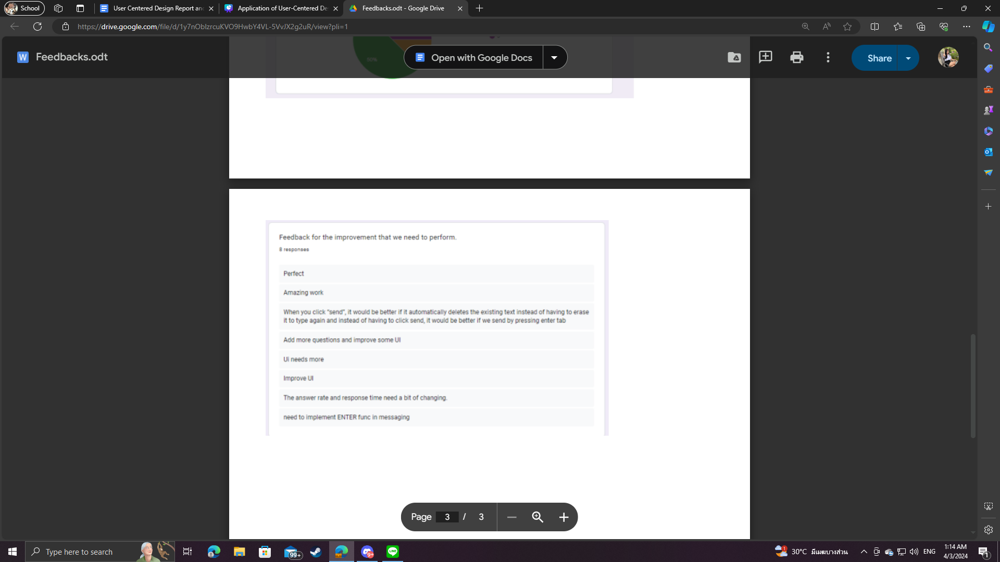 School
User Centered Design Report an
Application of User-Centered De
Feedbacks.odt - Google Drive
https://drive.google.com/file/d/1y7nObIzrcuKVO9HwbY4VL-5VvJX2g2uR/view?pli=1
W Feedbacks.odt
50%
Open with Google Docs
Share
Feedback for the improvement that we need to perform.
8 responses
Perfect
Amazing work
When you click "send", it would be better if it automatically deletes the existing text instead of having to erase
it to type again and instead of having to click send, it would be better if we send by pressing enter tab
Add more questions and improve some UI
Ui needs more
Improve UI
The answer rate and response time need a bit of changing.
need to implement ENTER func in messaging
Page 3 / 3
Type here to search
99+
9+
LINE
1
30°C มีเมฆบางส่วน
ENG
1:14 AM
4/3/2024
1